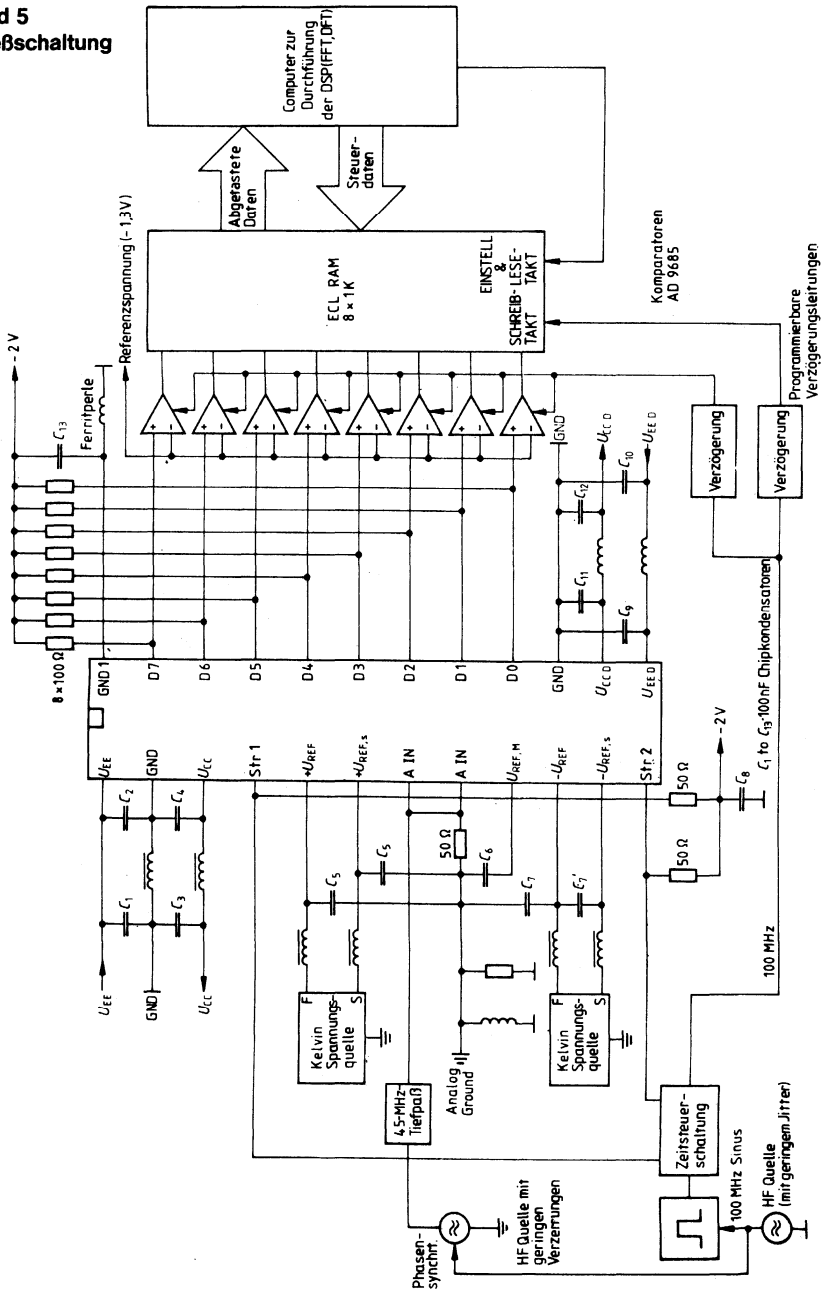 d 5
eßschaltung
Computer zur
Durchführung
der DSP(FFT,DFT)
Abgetastete
Daten
Steuer-
daten
ECL RAM
8 × 1K
EINSTELL
&
SCHREIB-LESE-
TAKT TAKT
Komparatoren
AD 9685
Programmierbare
Verzögerungsleitungen
Referenzspannung (-1,3V)
-2V
Ferritperle
C13
+ -
+ -
+ -
+ -
+ -
+ -
+ -
+ -
Verzögerung
Verzögerung
GND
UCC D
UEE D
C10
C12
C11
C9
8×100Ω
GND1
D7
D6
D5
D4
D3
D2
D1
D0
GND
UCC D
UEE D
UEE
GND
UCC
Str 1
+UREF
+UREF,s
A IN
A IN
UREF,M
-UREF
-UREF,s
Str 2
C2
C4
C1
C3
UEE
GND
UCC
C5
C5
50 Ω
C6
C7
C7'
50 Ω
50 Ω
-2V
C8
C1 to C13·100nF Chipkondensatoren
100 MHz
F
S
Kelvin
Spannungs-
quelle
F
S
Kelvin
Spannungs-
quelle
Analog
Ground
45-MHz-
Tiefpaß
Phasen-
synchrt.
HF Quelle mit
geringen
Verzerrungen
Zeitsteuer-
schaltung
100 MHz Sinus
HF Quelle
(mit geringem Jitter)